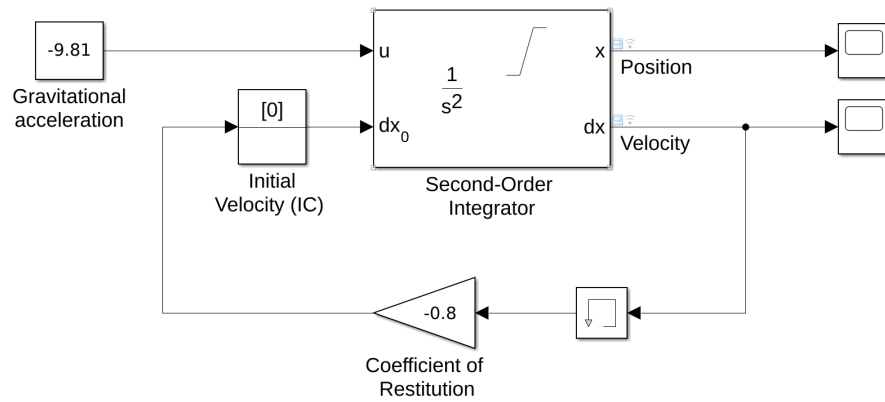 -9.81
Gravitational
acceleration
[0]
Initial
Velocity (IC)
u
dx0
1
s2
x
dx
Second-Order
Integrator
Position
Velocity
-0.8
Coefficient of
Restitution